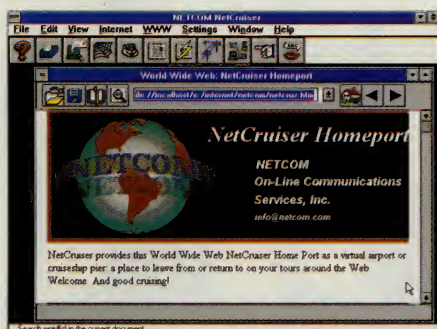 NETCOM NetCruiser
File Edit View Internet WWW Settings Window Help
World Wide Web: NetCruiser Homeport
NetCruiser Homeport
NETCOM
NETCOM
On-Line Communications
Services, Inc.
info@netcom.com
NetCruiser provides this World Wide Web NetCruiser Home Port as a virtual airport or
cruiseship pier: a place to leave from or return to on your tours around the Web
Welcome And good cruising!